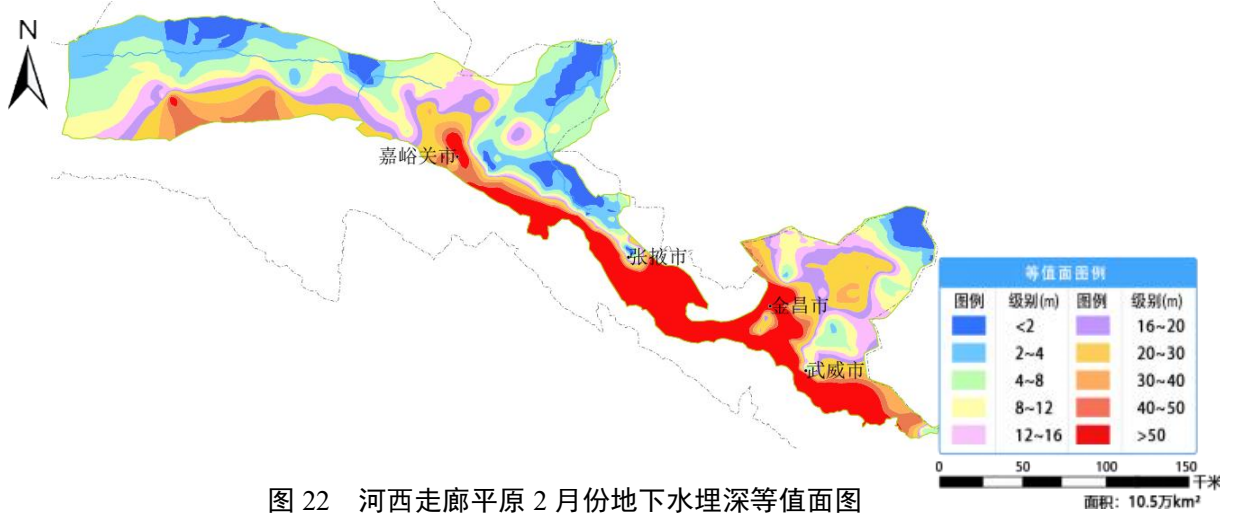 N
嘉峪关市
张掖市
金昌市
武威市
等值面图例
图例 级别(m) 图例 级别(m)
<2 16~20
2~4 20~30
4~8 30~40
8~12 40~50
12~16 >50
0 50 100 150
千米
面积：10.5万km²
图 22 河西走廊平原 2 月份地下水埋深等值面图